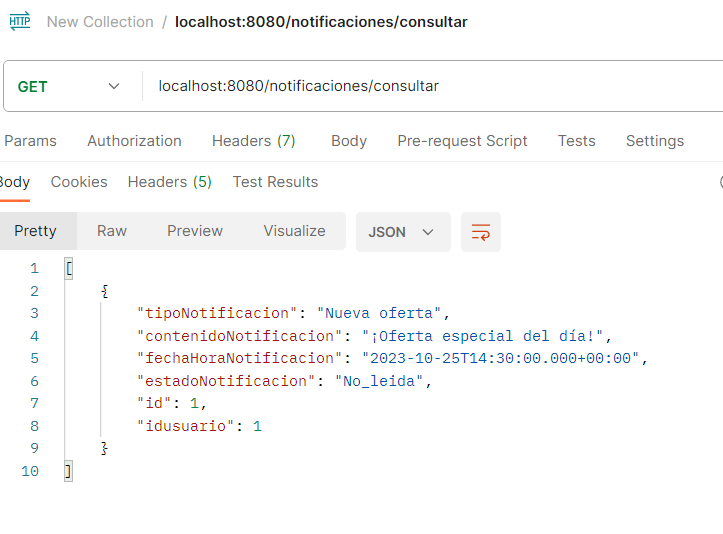 HTTP New Collection / localhost:8080/notificaciones/consultar
GET localhost:8080/notificaciones/consultar
Params Authorization Headers (7) Body Pre-request Script Tests Settings
Body Cookies Headers (5) Test Results
Pretty Raw Preview Visualize JSON
1 [
2 {
3 "tipoNotificacion": "Nueva oferta",
4 "contenidoNotificacion": "¡Oferta especial del día!",
5 "fechaHoraNotificacion": "2023-10-25T14:30:00.000+00:00",
6 "estadoNotificacion": "No_leida",
7 "id": 1,
8 "idusuario": 1
9 }
10 ]